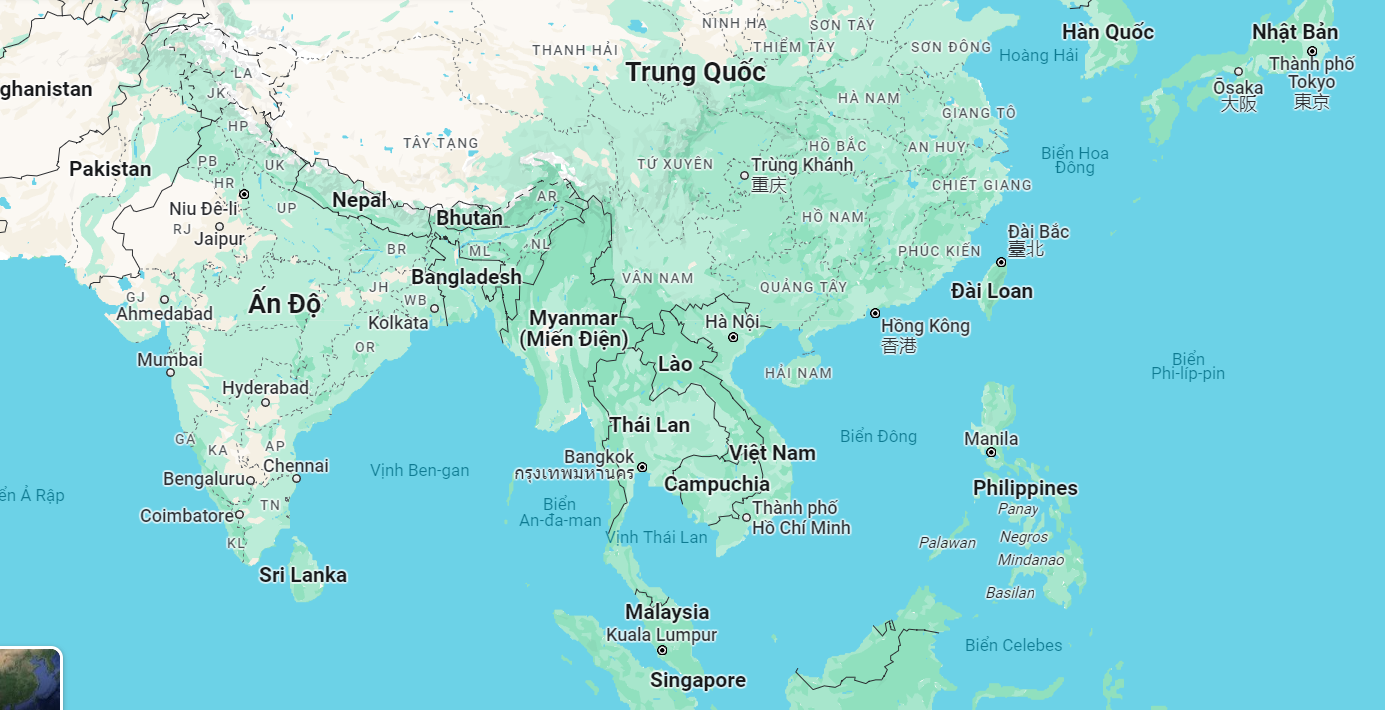 NINH HẠ
SƠN TÂY
Hàn Quốc
Nhật Bản
THANH HẢI
THIỂM TÂY
SƠN ĐÔNG
Hoàng Hải
Thành phố
Tokyo
東京
LA
Trung Quốc
Ōsaka
大阪
ghanistan
JK
HÀ NAM
GIANG TÔ
HP
TÂY TẠNG
HỒ BẮC
AN HUY
Biển Hoa
Đông
Pakistan
PB
UK
TỨ XUYÊN
Trùng Khánh
重庆
HR
CHIẾT GIANG
Nepal
AR
Niu Đê-li
UP
Bhutan
HỒ NAM
RJ
Jaipur
BR
ML
NL
PHÚC KIẾN
Đài Bắc
臺北
Bangladesh
VÂN NAM
JH
QUẢNG TÂY
Đài Loan
GJ
Ahmedabad
Ấn Độ
WB
Kolkata
Myanmar
(Miến Điện)
Hà Nội
Hồng Kông
香港
OR
Mumbai
Lào
HẢI NAM
Biển
Phi-líp-pin
Hyderabad
GA
KA
AP
Thái Lan
Biển Đông
Manila
Việt Nam
Bangkok
กรุงเทพมหานคร
Chennai
Bengaluru
Vịnh Ben-gan
Campuchia
Philippines
ển Ả Rập
TN
Coimbatore
Biển
An-đa-man
Thành phố
Hồ Chí Minh
Panay
KL
Vịnh Thái Lan
Palawan
Negros
Mindanao
Sri Lanka
Basilan
Malaysia
Kuala Lumpur
Biển Celebes
Singapore